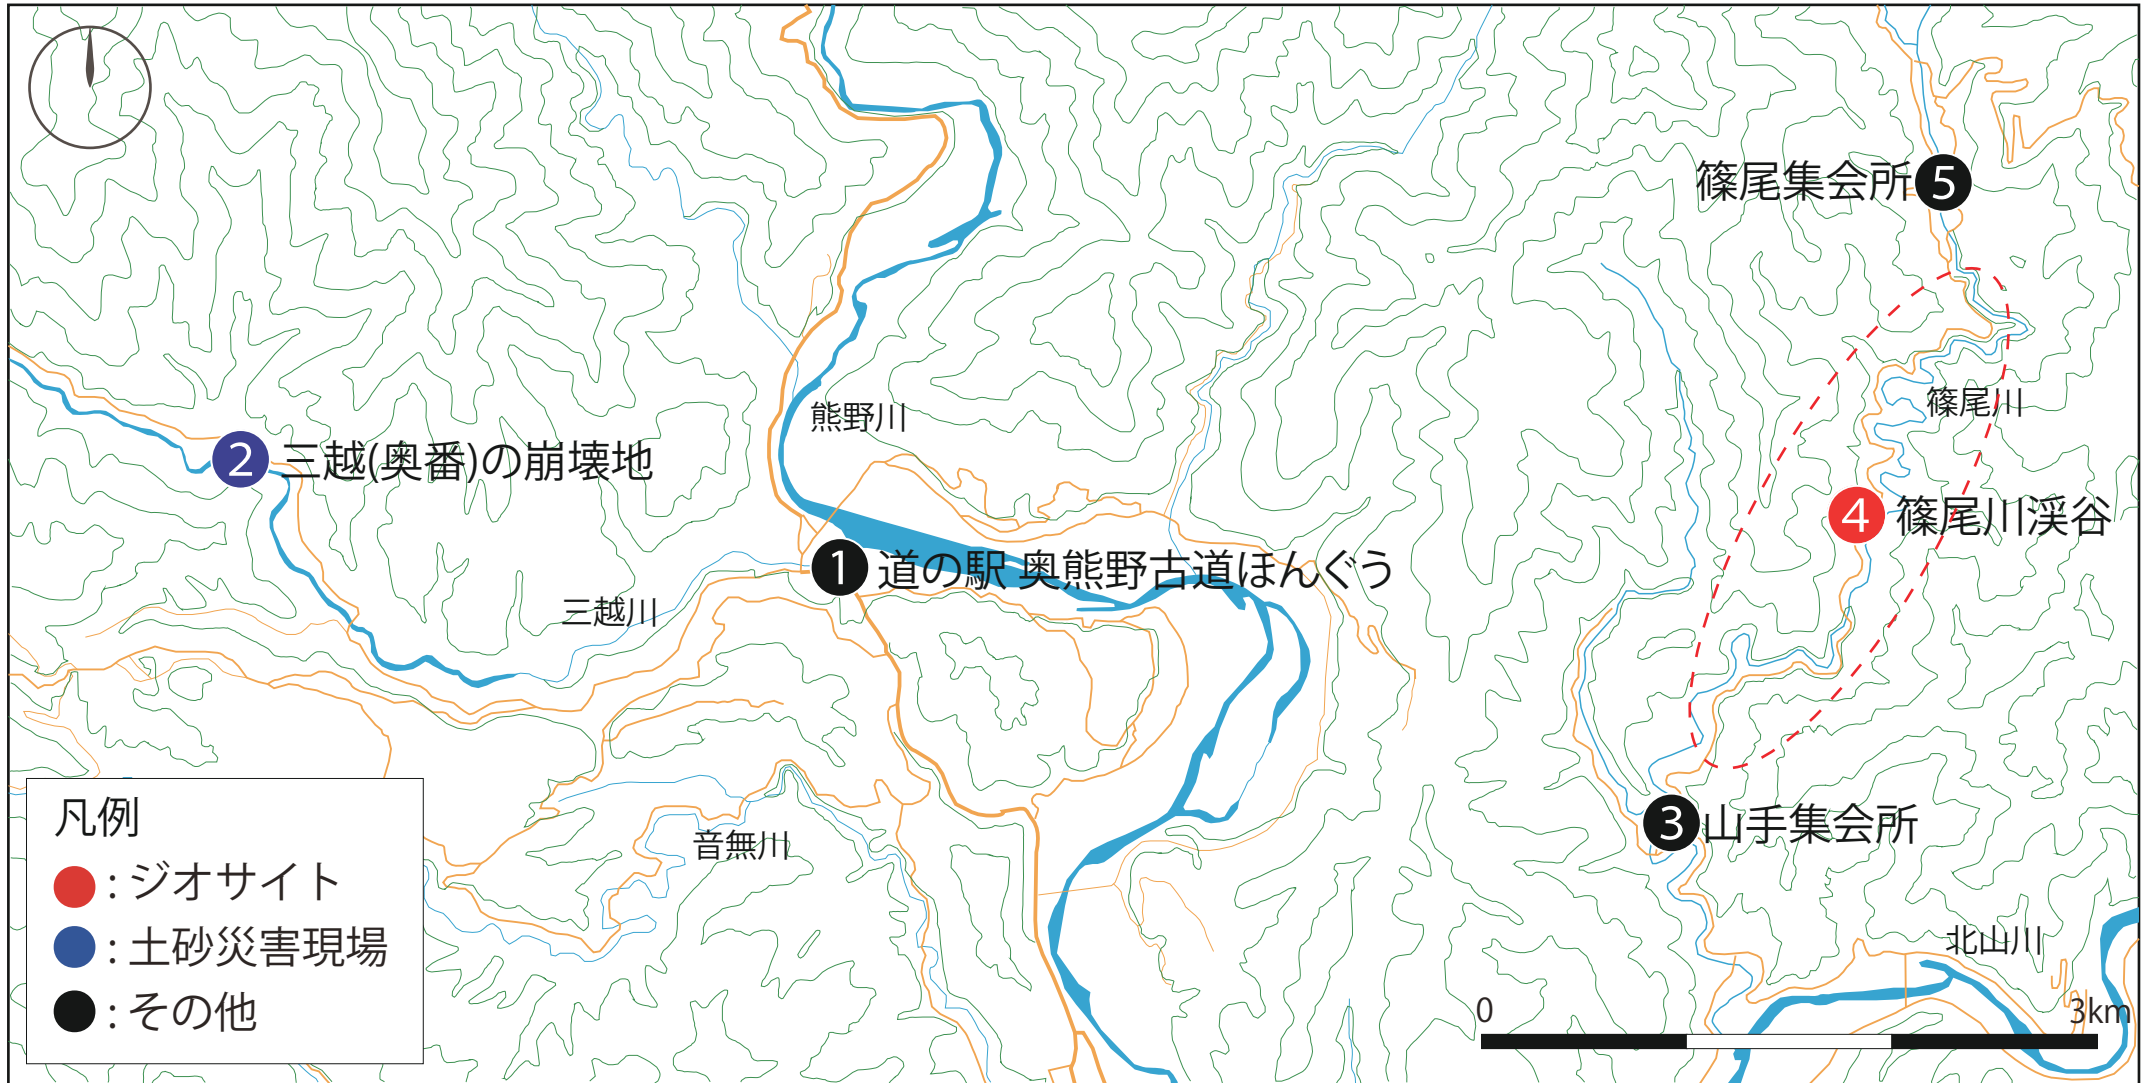 篠尾集会所 5
熊野川
篠尾川
2 三越(奥番)の崩壊地
4 篠尾川渓谷
1 道の駅 奥熊野古道ほんぐう
三越川
3 山手集会所
音無川
北山川
0 3km
凡例
: ジオサイト
: 土砂災害現場
: その他